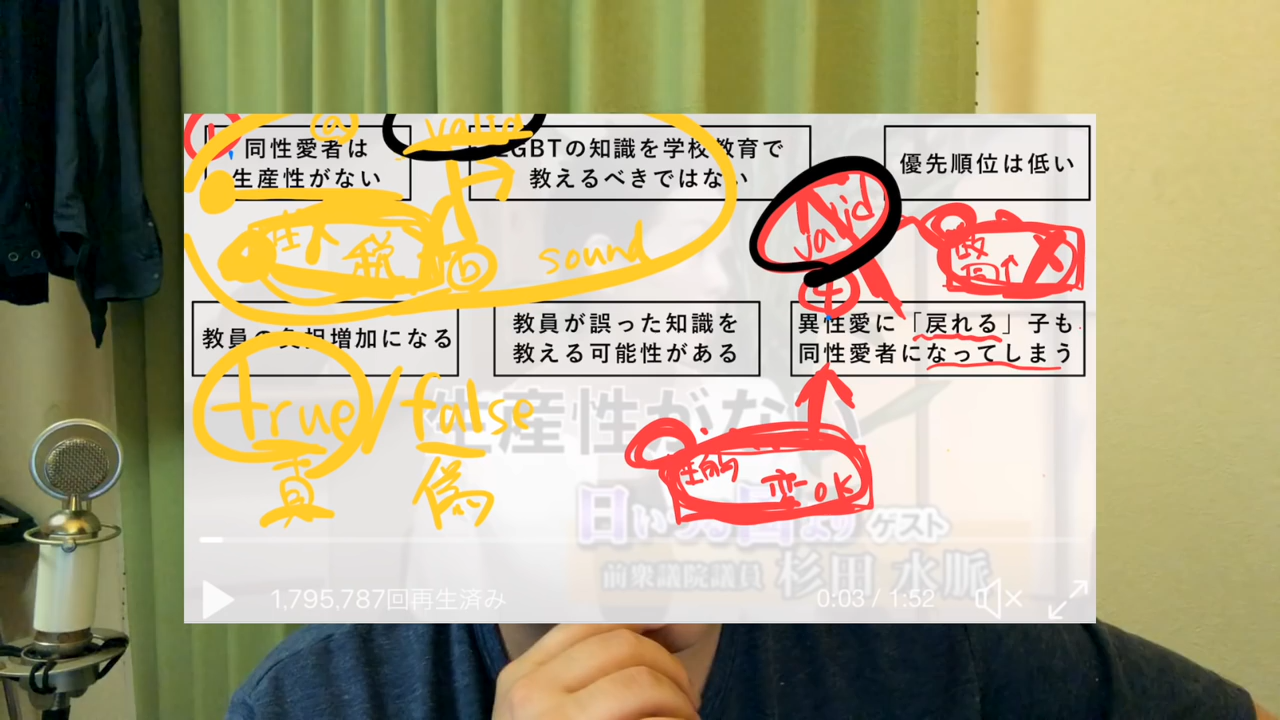 ⓐ
valid
同性愛者は
生産性がない
LGBTの知識を学校教育で
教えるべきではない
優先順位は低い
ⓑ
sound
valid
教員の負担増加になる
教員が誤った知識を
教える可能性がある
異性愛に「戻れる」子も
同性愛者になってしまう
true/false
真 偽
生産性がない
変OK
ゲスト
前衆議院議員 杉田 水脈
1,795,787回再生済み
0:03 / 1:52